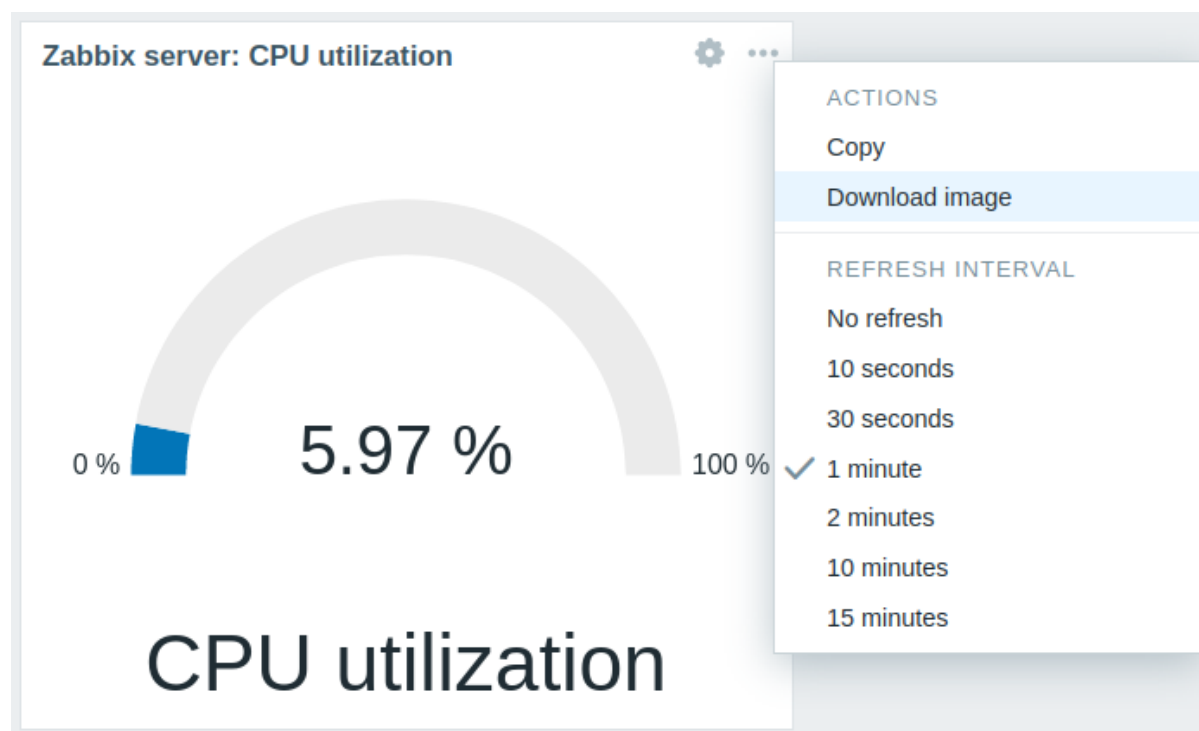 Zabbix server: CPU utilization
0 %
5.97 %
100 %
CPU utilization
ACTIONS
Copy
Download image
REFRESH INTERVAL
No refresh
10 seconds
30 seconds
1 minute
2 minutes
10 minutes
15 minutes